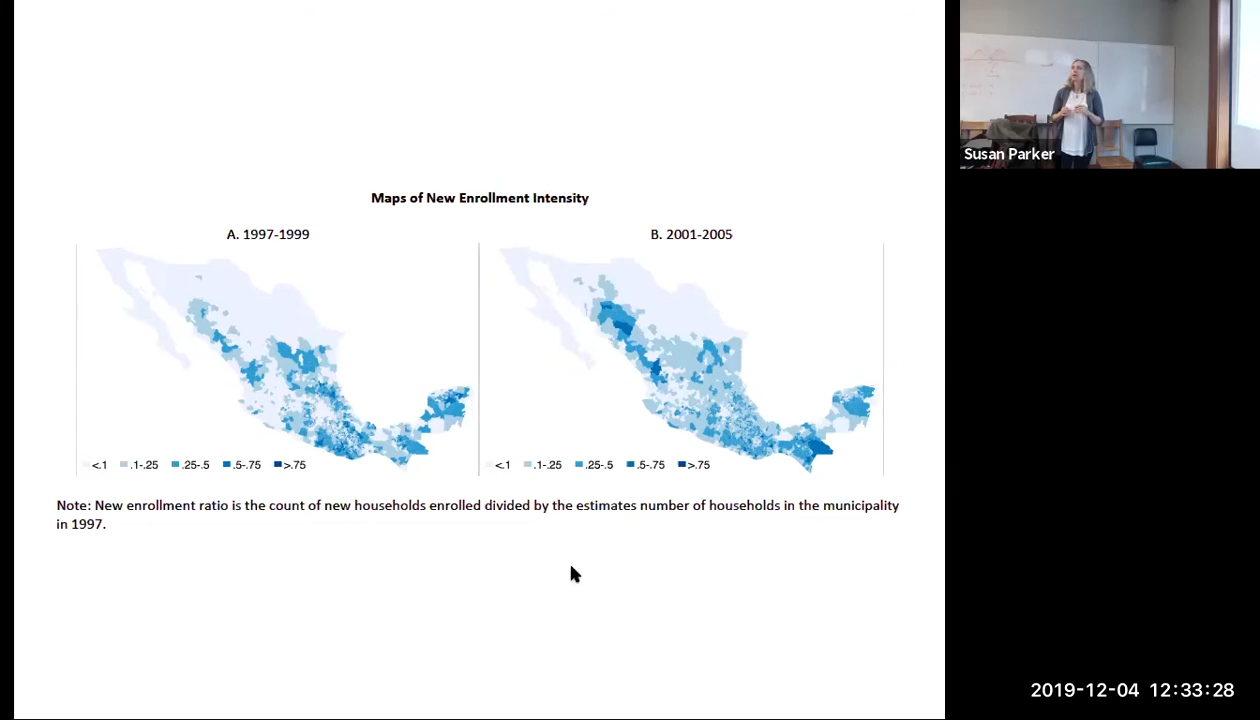 Maps of New Enrollment Intensity
A. 1997-1999
B. 2001-2005
<.1 .1-.25 .25-.5 .5-.75 >.75
<.1 .1-.25 .25-.5 .5-.75 >.75
Note: New enrollment ratio is the count of new households enrolled divided by the estimates number of households in the municipality
in 1997.
Susan Parker
2019-12-04 12:33:28